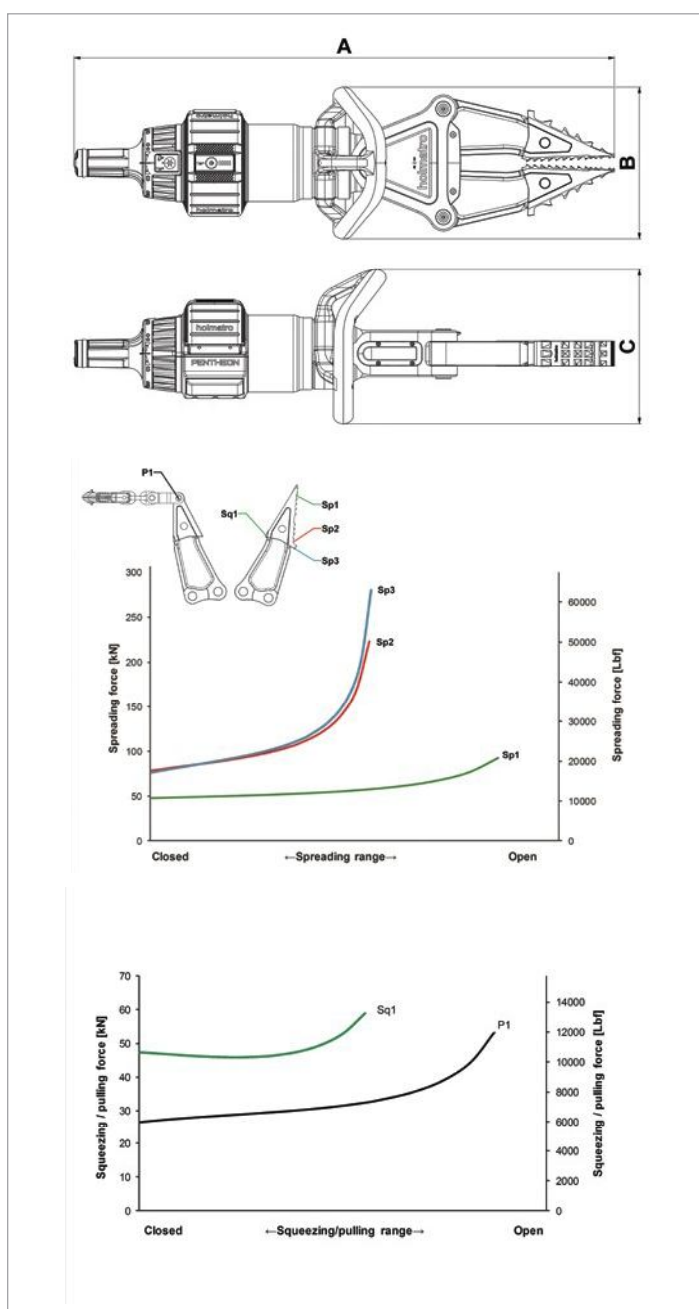 A
holmatro
holmatro
holmatro
B
holmatro
PENTHEON
C
P1
Sq1
Sp1
Sp2
Sp3
300
250
200
150
100
50
0
Spreading force [kN]
Sp3
Sp2
Sp1
60000
50000
40000
30000
20000
10000
0
Spreading force [Lbf]
Closed ←Spreading range→ Open
70
60
50
40
30
20
10
0
Squeezing / pulling force [kN]
Sq1
P1
14000
12000
10000
8000
6000
4000
2000
0
Squeezing / pulling force [Lbf]
Closed ←Squeezing/pulling range→ Open